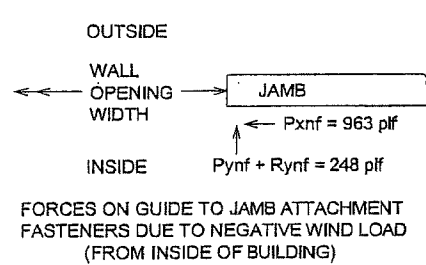 OUTSIDE
WALL
OPENING
WIDTH
JAMB
Pxnf = 963 plf
INSIDE
Pynf + Rynf = 248 plf
FORCES ON GUIDE TO JAMB ATTACHMENT
FASTENERS DUE TO NEGATIVE WIND LOAD
(FROM INSIDE OF BUILDING)